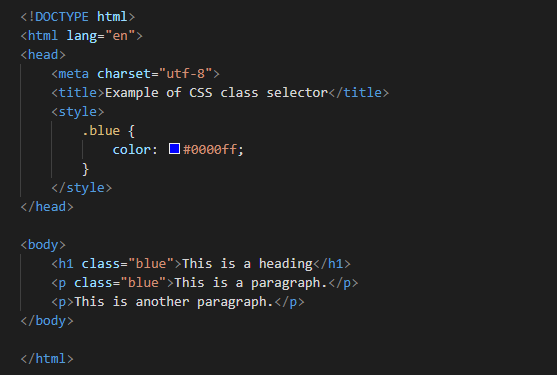 <!DOCTYPE html>
<html lang="en">
<head>
    <meta charset="utf-8">
    <title>Example of CSS class selector</title>
    <style>
        .blue {
            color: #0000ff;
        }
    </style>
</head>

<body>
    <h1 class="blue">This is a heading</h1>
    <p class="blue">This is a paragraph.</p>
    <p>This is another paragraph.</p>
</body>

</html>